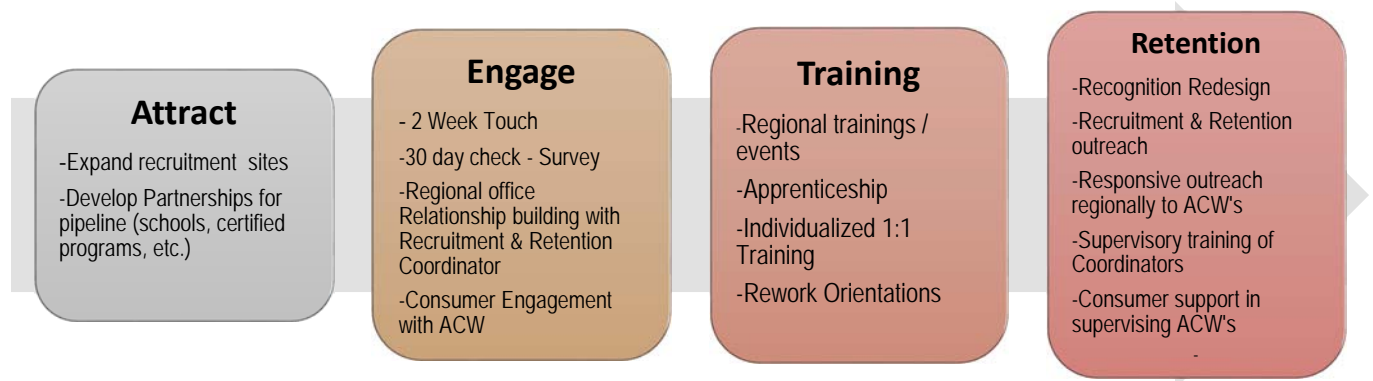 Attract
-Expand recruitment sites
-Develop Partnerships for
pipeline (schools, certified
programs, etc.)
Engage
- 2 Week Touch
-30 day check - Survey
-Regional office
Relationship building with
Recruitment & Retention
Coordinator
-Consumer Engagement
with ACW
Training
-Regional trainings /
events
-Apprenticeship
-Individualized 1:1
Training
-Rework Orientations
Retention
-Recognition Redesign
-Recruitment & Retention
outreach
-Responsive outreach
regionally to ACW's
-Supervisory training of
Coordinators
-Consumer support in
supervising ACW's
-